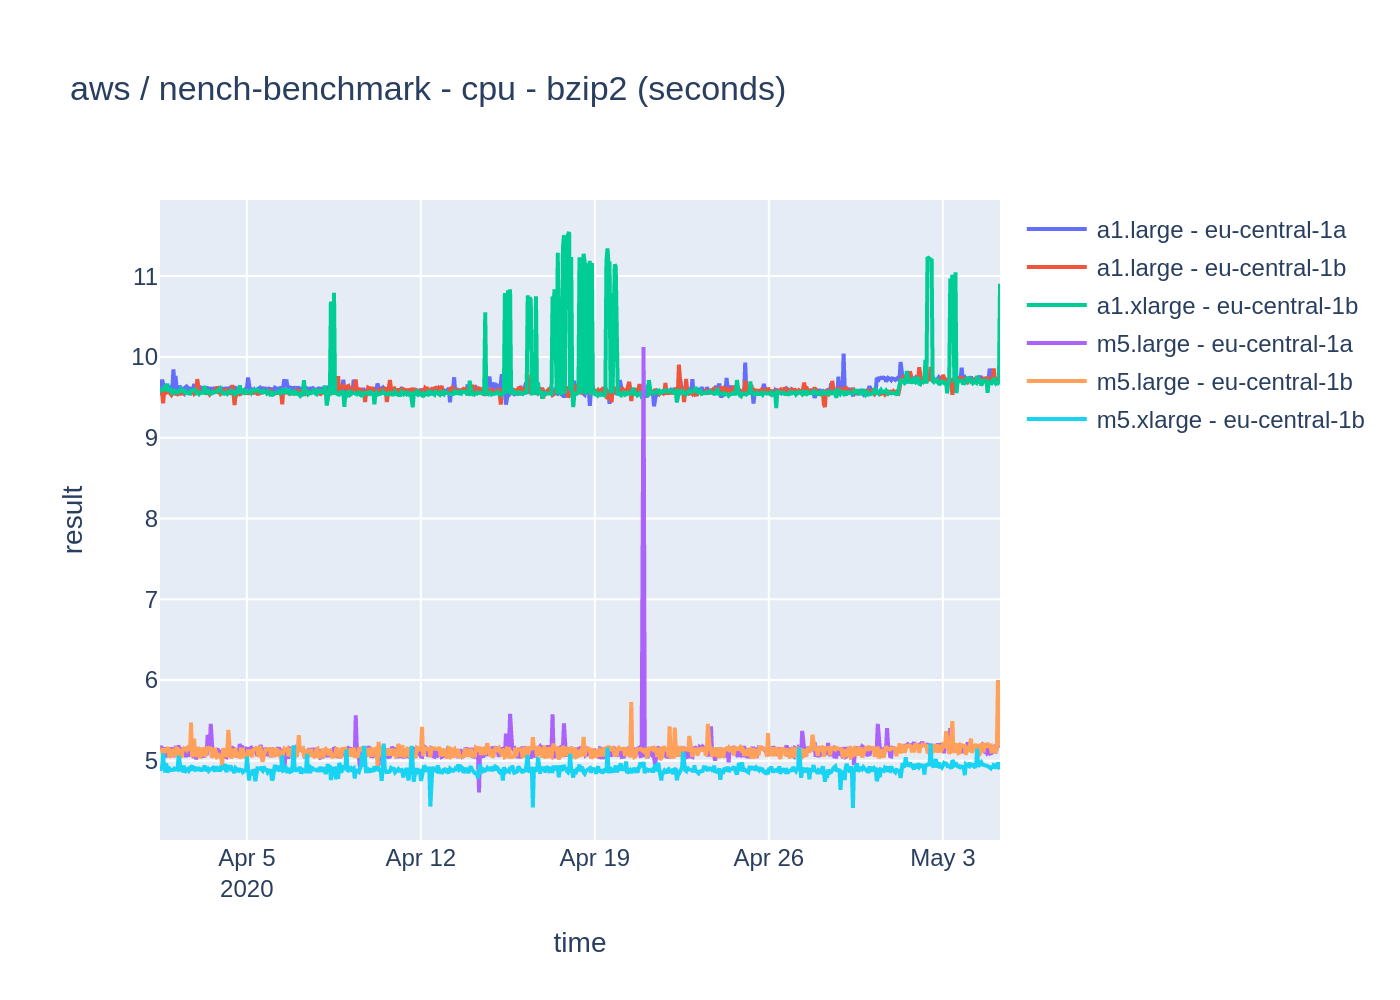 aws / nench-benchmark - cpu - bzip2 (seconds)
a1.large - eu-central-1a
a1.large - eu-central-1b
a1.xlarge - eu-central-1b
m5.large - eu-central-1a
m5.large - eu-central-1b
m5.xlarge - eu-central-1b
11
10
9
8
7
6
5
result
Apr 5
2020
Apr 12
Apr 19
Apr 26
May 3
time